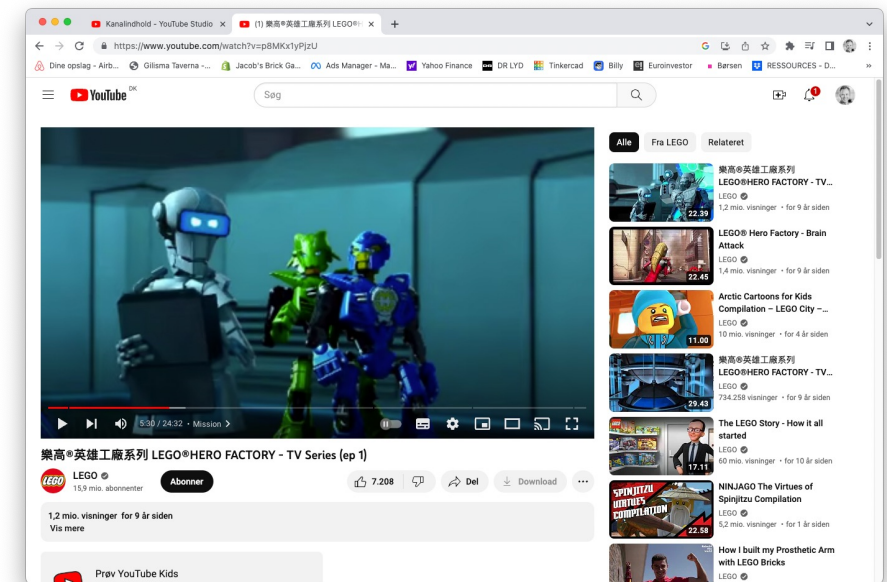 Kanalindhold - YouTube Studio
(1) 樂高®英雄工廠系列 LEGO®H
https://www.youtube.com/watch?v=p8MKx1yPjzU
Dine opslag - Airb...
Gilisma Taverna -...
Jacob's Brick Ga...
Ads Manager - Ma...
Yahoo Finance
DR LYD
Tinkercad
Billy
Euroinvestor
Børsen
RESSOURCES - D...
»
YouTube DK
Søg
1
5:30 / 24:32 • Mission >
樂高®英雄工廠系列 LEGO®HERO FACTORY - TV Series (ep 1)
LEGO
LEGO
15,9 mio. abonnenter
Abonner
7.208
Del
Download
1,2 mio. visninger for 9 år siden
Vis mere
Prøv YouTube Kids
Alle
Fra LEGO
Relateret
22.39
樂高®英雄工廠系列
LEGO®HERO FACTORY - TV...
LEGO
1,2 mio. visninger • for 9 år siden
22.45
LEGO® Hero Factory - Brain
Attack
LEGO
1,4 mio. visninger • for 9 år siden
11.00
Arctic Cartoons for Kids
Compilation – LEGO City –...
LEGO
10 mio. visninger • for 4 år siden
29.43
樂高®英雄工廠系列
LEGO®HERO FACTORY - TV...
LEGO
734.258 visninger • for 9 år siden
17.11
The LEGO Story - How it all
started
LEGO
60 mio. visninger • for 10 år siden
SPINJITZU
VIRTUES
COMPILATION
22.58
NINJAGO The Virtues of
Spinjitzu Compilation
LEGO
5,2 mio. visninger • for 1 år siden
How I built my Prosthetic Arm
with LEGO Bricks
LEGO